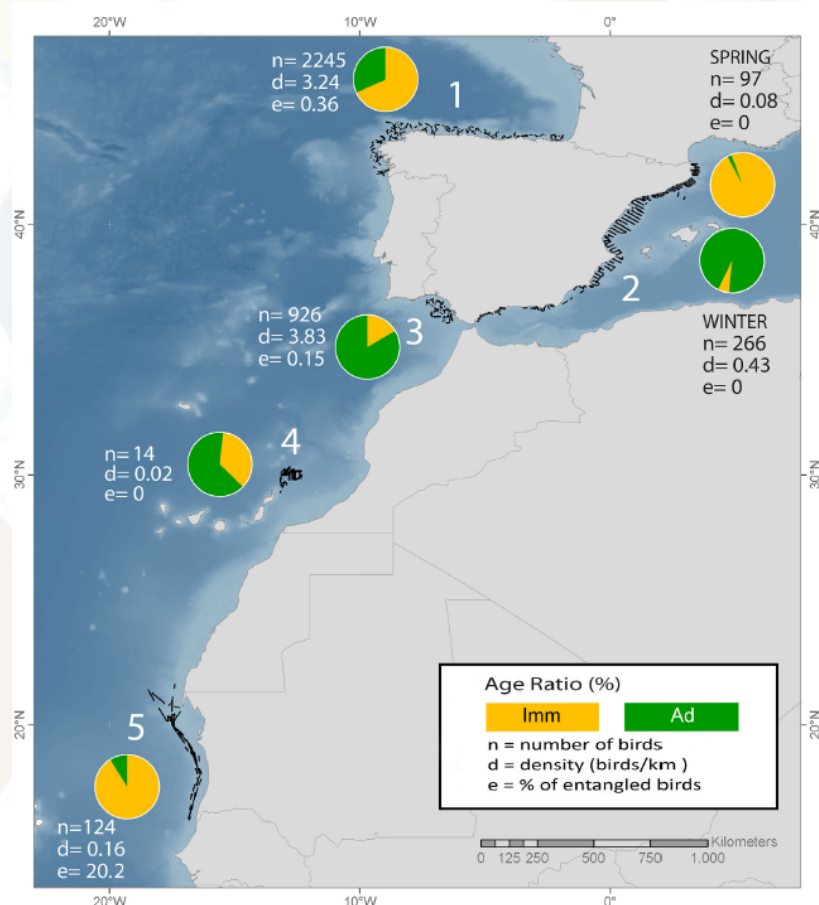 20°W 10°W 0°
n= 2245
d= 3.24
e= 0.36
1
SPRING
n= 97
d= 0.08
e= 0
40°N
40°N
2
WINTER
n= 266
d= 0.43
e= 0
n= 926
d= 3.83
e= 0.15
3
4
n= 14
d= 0.02
e= 0
30°N
30°N
20°N
20°N
5
n=124
d= 0.16
e= 20.2
Age Ratio (%)
Imm Ad
n = number of birds
d = density (birds/km )
e = % of entangled birds
Kilometers
0 125 250 500 750 1.000
20°W 10°W 0°